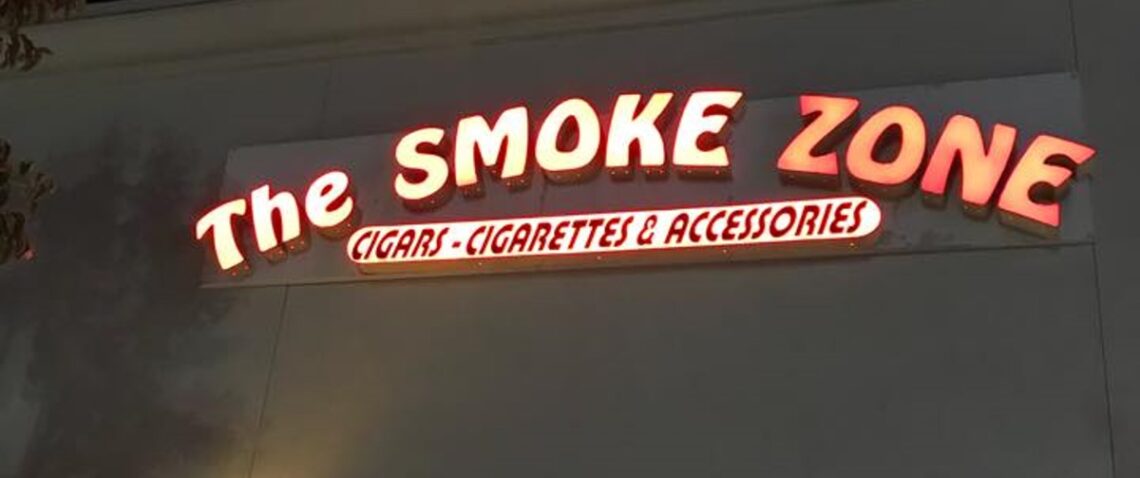 The SMOKE ZONE
CIGARS - CIGARETTES & ACCESSORIES